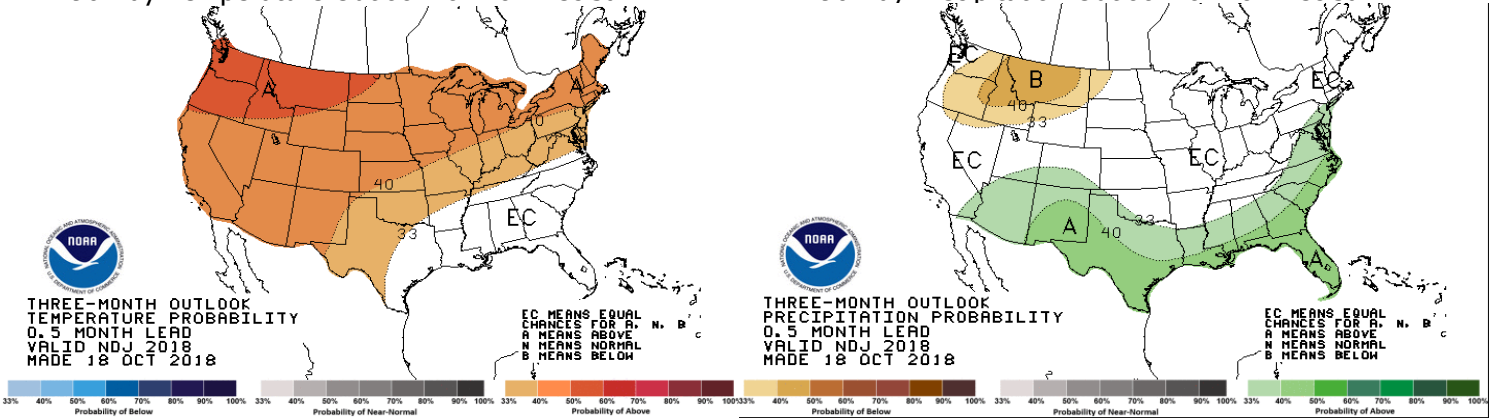 A
A
40
40
EC
33
NOAA
THREE-MONTH OUTLOOK
TEMPERATURE PROBABILITY
0.5 MONTH LEAD
VALID NDJ 2018
MADE 18 OCT 2018
EC MEANS EQUAL
CHANCES FOR A, N, B
A MEANS ABOVE
N MEANS NORMAL
B MEANS BELOW
33% 40% 50% 60% 70% 80% 90% 100%
Probability of Below
33% 40% 50% 60% 70% 80% 90% 100%
Probability of Near-Normal
33% 40% 50% 60% 70% 80% 90% 100%
Probability of Above
EC
B
EC
40
33
EC
EC
A
33
40
A
NOAA
THREE-MONTH OUTLOOK
PRECIPITATION PROBABILITY
0.5 MONTH LEAD
VALID NDJ 2018
MADE 18 OCT 2018
EC MEANS EQUAL
CHANCES FOR A, N, B
A MEANS ABOVE
N MEANS NORMAL
B MEANS BELOW
33% 40% 50% 60% 70% 80% 90% 100%
Probability of Below
33% 40% 50% 60% 70% 80% 90% 100%
Probability of Near-Normal
33% 40% 50% 60% 70% 80% 90% 100%
Probability of Above